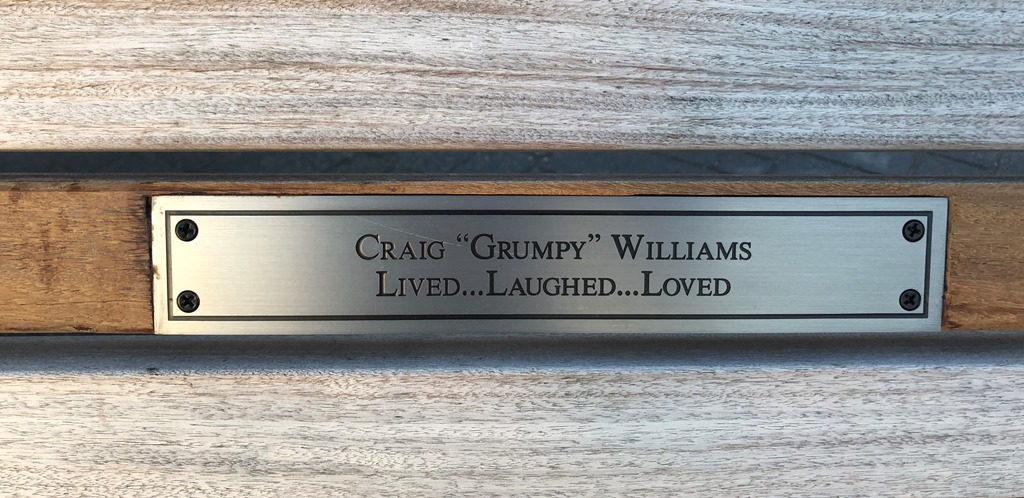 Craig “Grumpy” Williams
Lived...Laughed...Loved